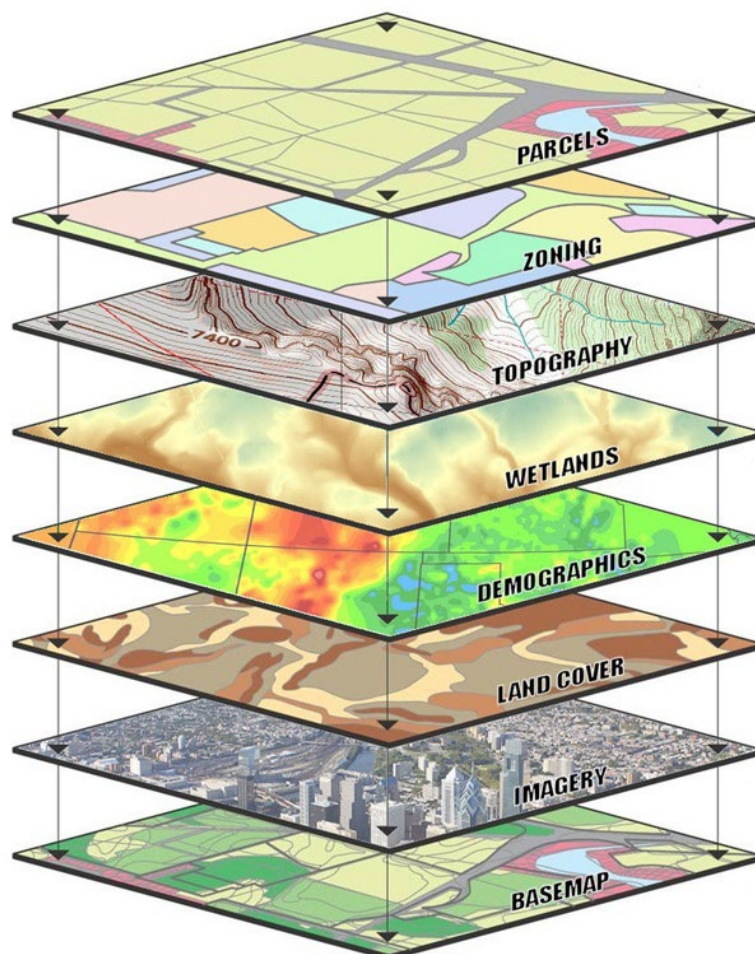 PARCELS
ZONING
7400
TOPOGRAPHY
WETLANDS
DEMOGRAPHICS
LAND COVER
IMAGERY
BASEMAP